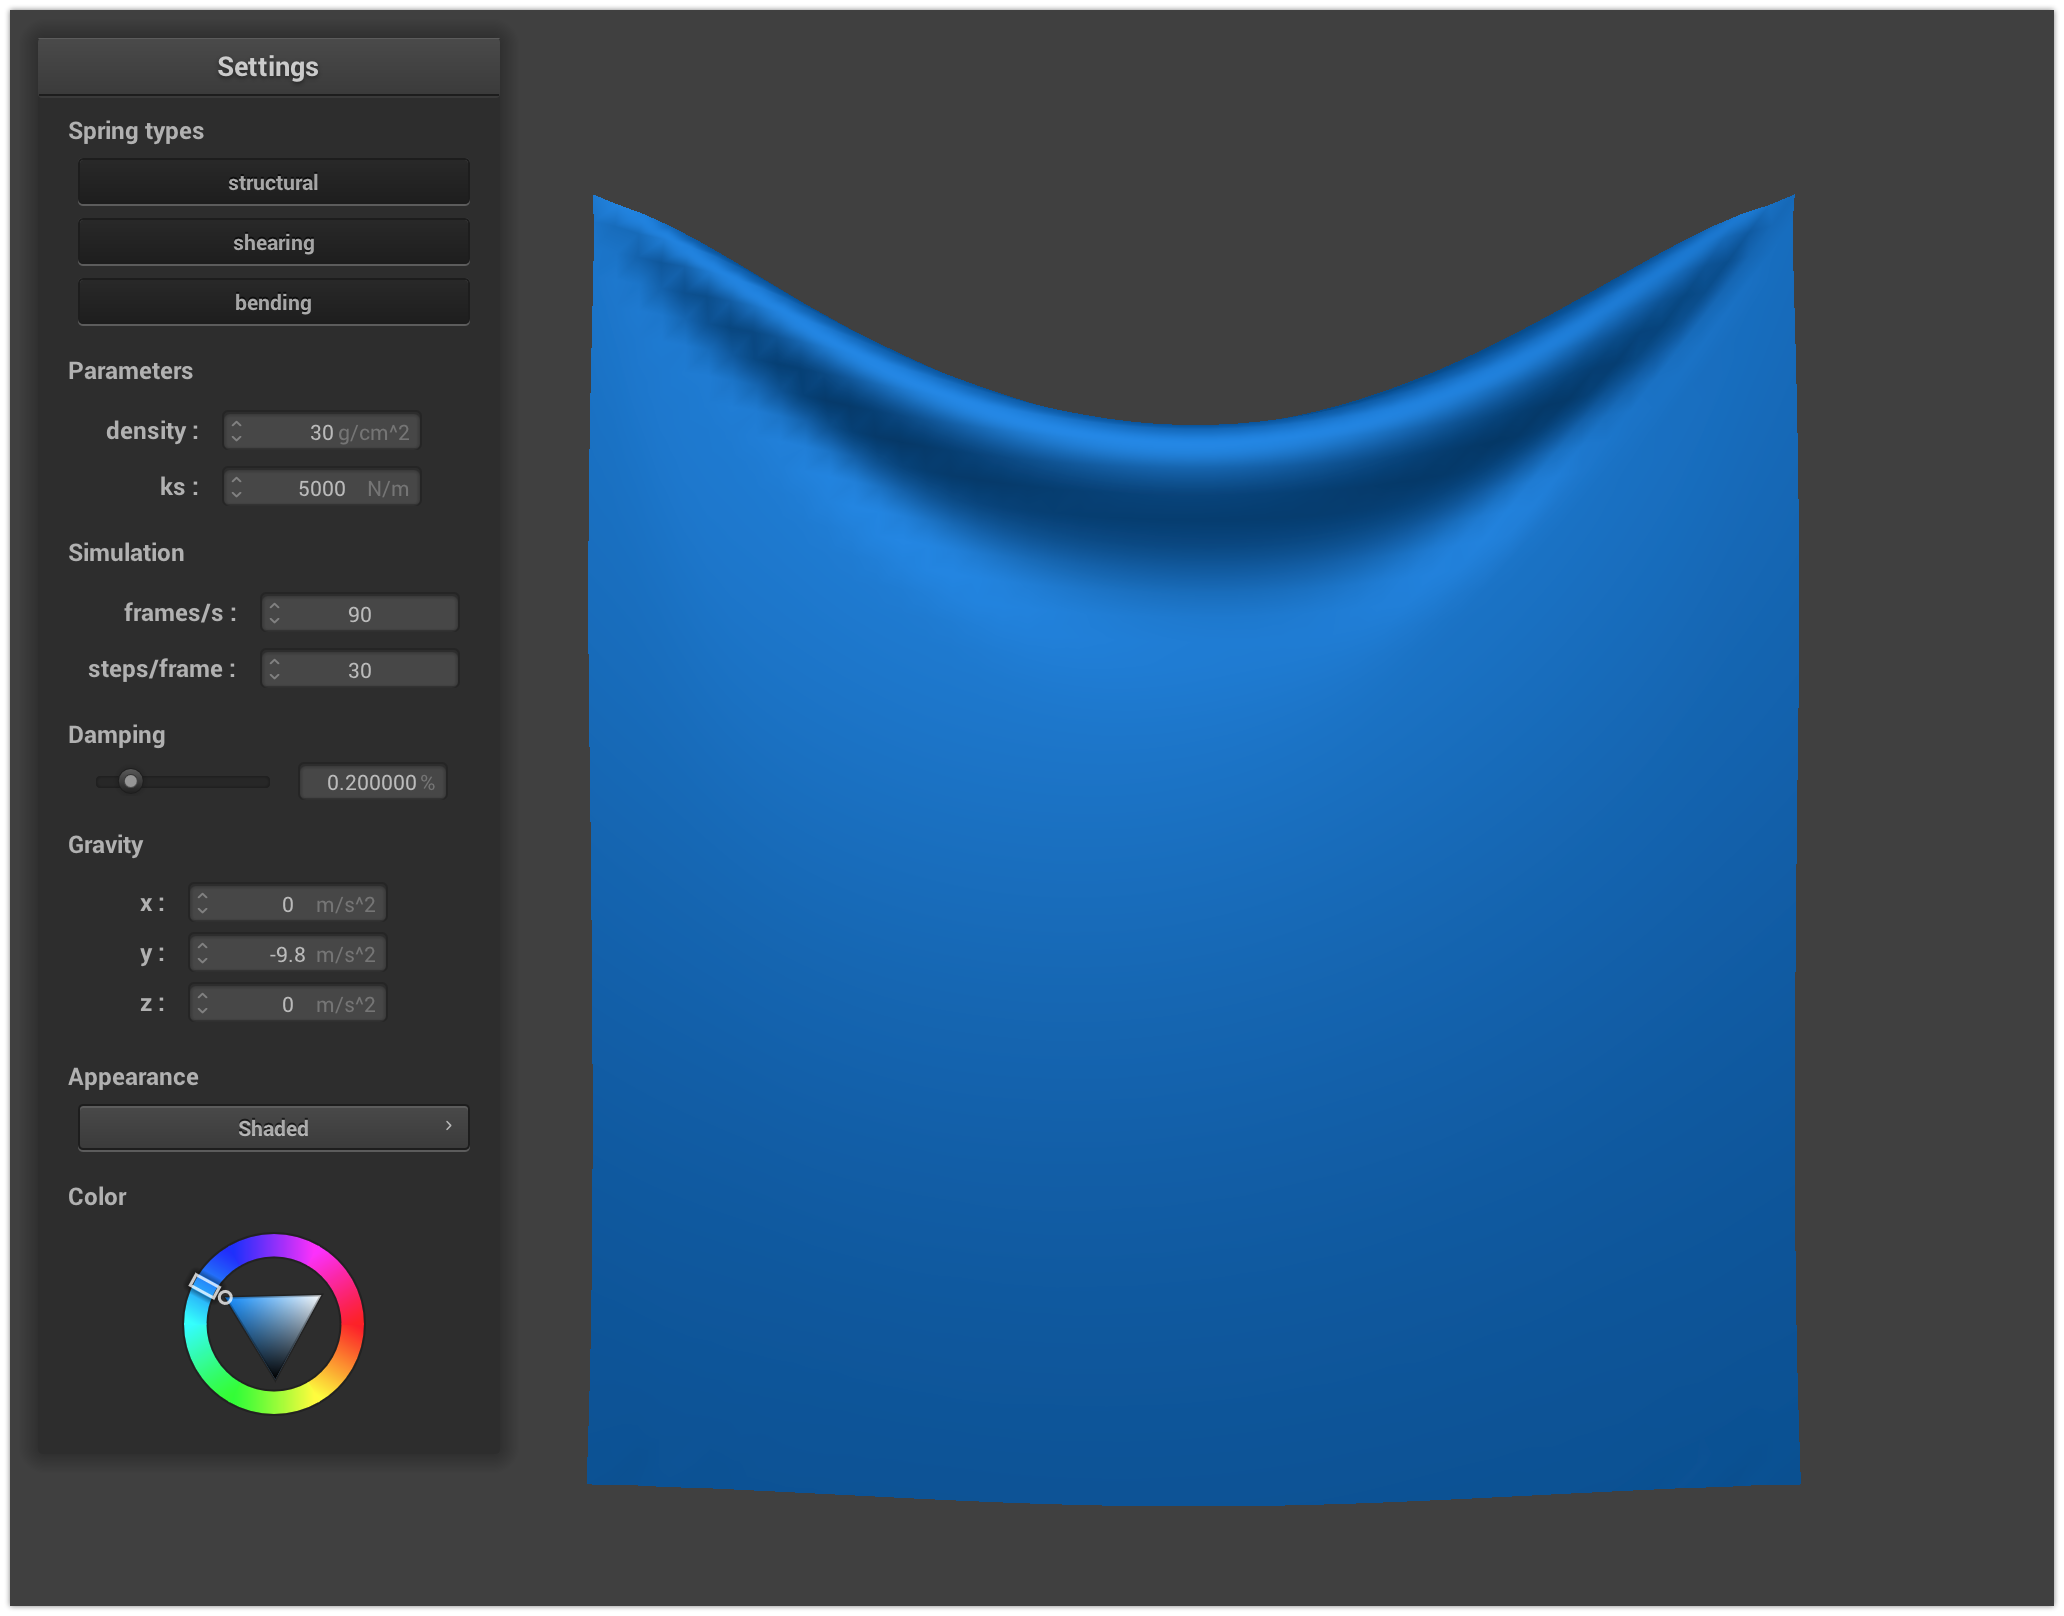 Settings
Spring types
structural
shearing
bending
Parameters
density : 30 g/cm^2
ks : 5000 N/m
Simulation
frames/s : 90
steps/frame : 30
Damping
0.200000 %
Gravity
x : 0 m/s^2
y : -9.8 m/s^2
z : 0 m/s^2
Appearance
Shaded
Color